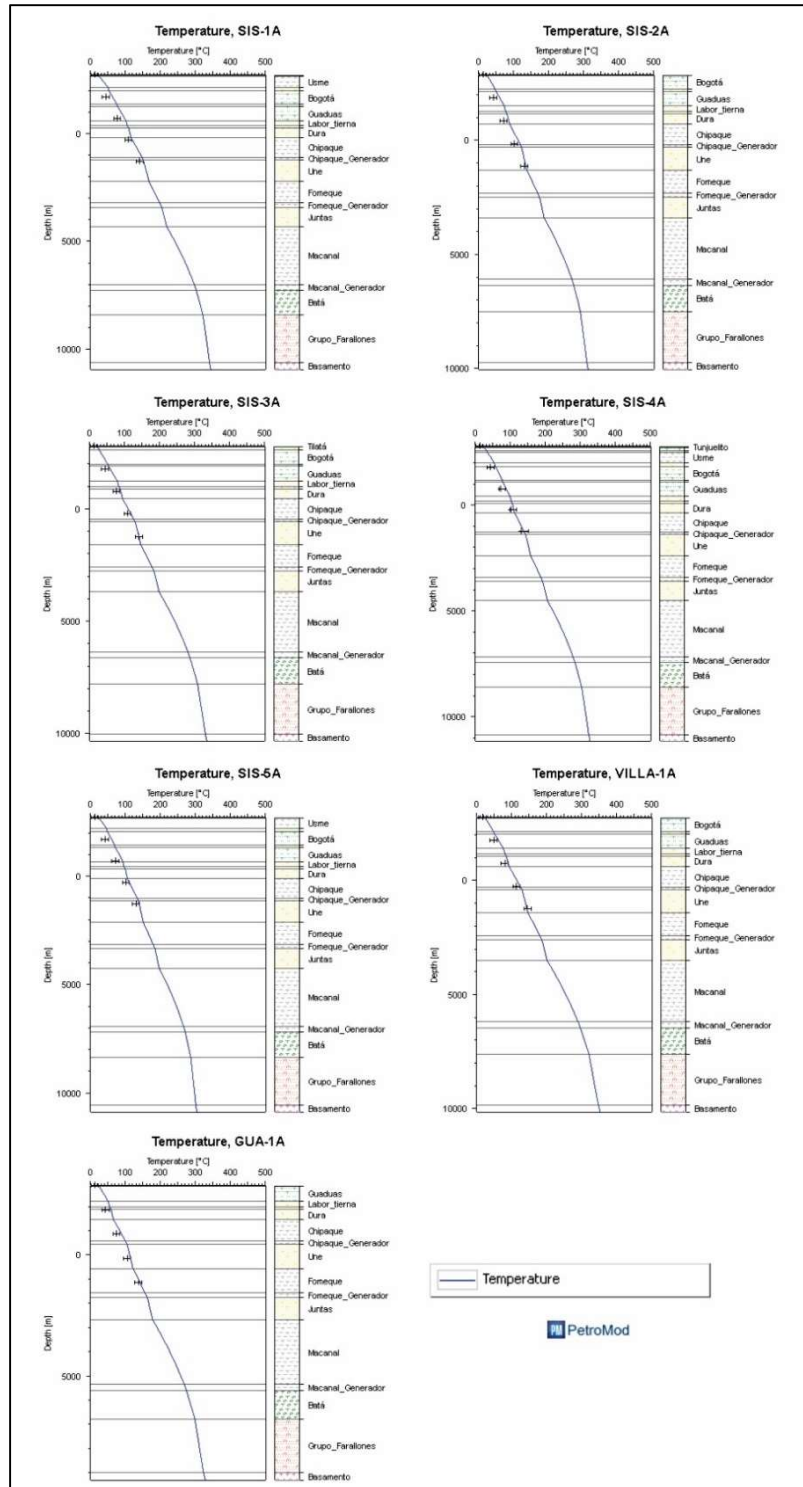 Temperature, SIS-1A
Temperature [°C]
0 100 200 300 400 500
Depth [m]
0
5000
10000
Usme
Bogotá
Guaduas
Labor_tierna
Dura
Chipaque
Chipaque_Generador
Une
Fomeque
Fomeque_Generador
Juntas
Macanal
Macanal_Generador
Batá
Grupo_Farallones
Basamento
Temperature, SIS-2A
Temperature [°C]
0 100 200 300 400 500
Depth [m]
0
5000
10000
Bogotá
Guaduas
Labor_tierna
Dura
Chipaque
Chipaque_Generador
Une
Fomeque
Fomeque_Generador
Juntas
Macanal
Macanal_Generador
Batá
Grupo_Farallones
Basamento
Temperature, SIS-3A
Temperature [°C]
0 100 200 300 400 500
Depth [m]
0
5000
10000
Tilatá
Bogotá
Guaduas
Labor_tierna
Dura
Chipaque
Chipaque_Generador
Une
Fomeque
Fomeque_Generador
Juntas
Macanal
Macanal_Generador
Batá
Grupo_Farallones
Basamento
Temperature, SIS-4A
Temperature [°C]
0 100 200 300 400 500
Depth [m]
0
5000
10000
Tunjuelito
Usme
Bogotá
Guaduas
Dura
Chipaque
Chipaque_Generador
Une
Fomeque
Fomeque_Generador
Juntas
Macanal
Macanal_Generador
Batá
Grupo_Farallones
Basamento
Temperature, SIS-5A
Temperature [°C]
0 100 200 300 400 500
Depth [m]
0
5000
10000
Usme
Bogotá
Guaduas
Labor_tierna
Dura
Chipaque
Chipaque_Generador
Une
Fomeque
Fomeque_Generador
Juntas
Macanal
Macanal_Generador
Batá
Grupo_Farallones
Basamento
Temperature, VILLA-1A
Temperature [°C]
0 100 200 300 400 500
Depth [m]
0
5000
10000
Bogotá
Guaduas
Labor_tierna
Dura
Chipaque
Chipaque_Generador
Une
Fomeque
Fomeque_Generador
Juntas
Macanal
Macanal_Generador
Batá
Grupo_Farallones
Basamento
Temperature, GUA-1A
Temperature [°C]
0 100 200 300 400 500
Depth [m]
0
5000
Guaduas
Labor_tierna
Dura
Chipaque
Chipaque_Generador
Une
Fomeque
Fomeque_Generador
Juntas
Macanal
Macanal_Generador
Batá
Grupo_Farallones
Basamento
Temperature
PM PetroMod